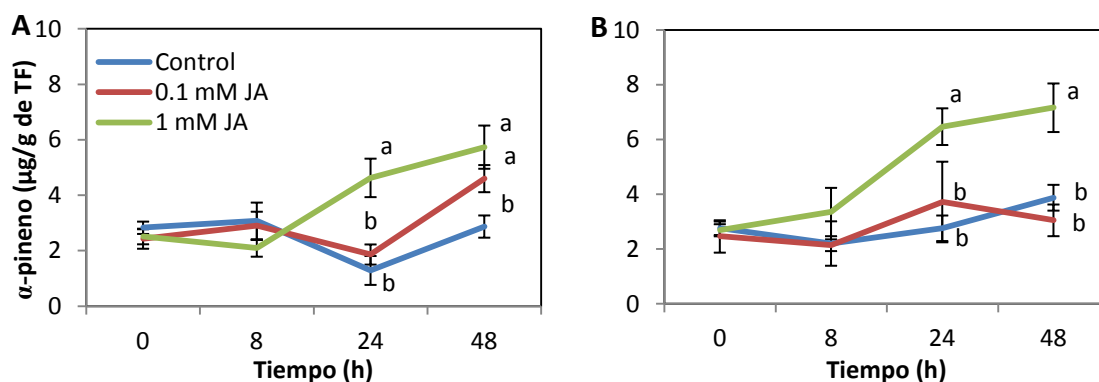 A
α-pineno (µg/g de TF)
10
8
6
4
2
0
Control
0.1 mM JA
1 mM JA
a
b
b
a
a
b
0 8 24 48
Tiempo (h)
B
10
8
6
4
2
0
a
b
b
a
b
b
0 8 24 48
Tiempo (h)